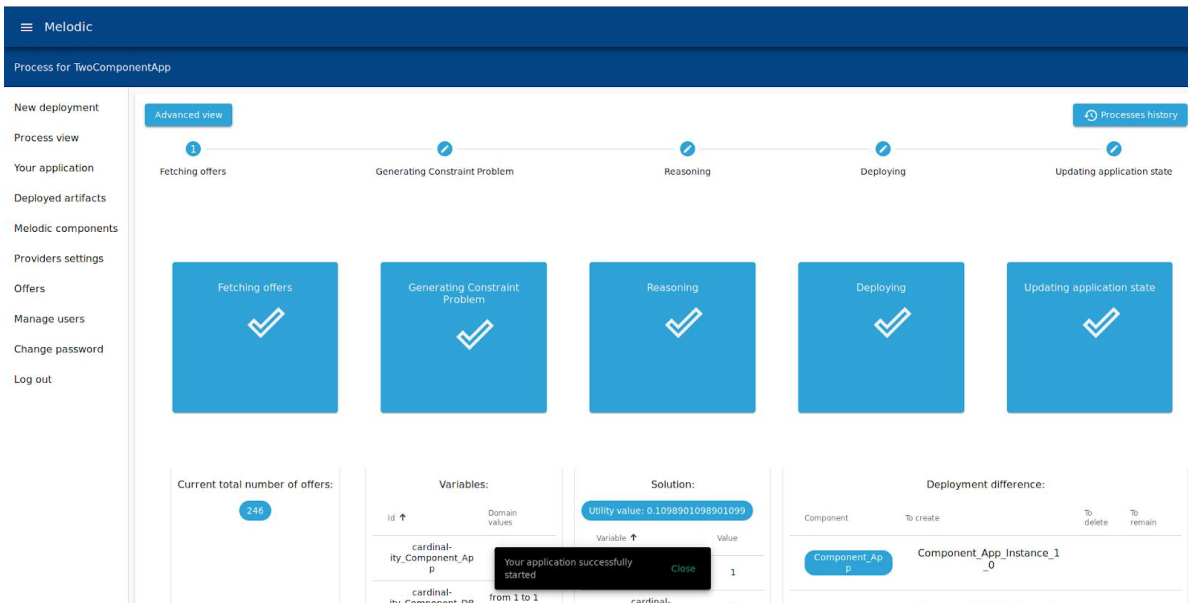 Melodic
Process for TwoComponentApp
New deployment
Process view
Your application
Deployed artifacts
Melodic components
Providers settings
Offers
Manage users
Change password
Log out
Advanced view
Processes history
1
Fetching offers
Generating Constraint Problem
Reasoning
Deploying
Updating application state
Fetching offers
Generating Constraint
Problem
Reasoning
Deploying
Updating application state
Current total number of offers:
246
Variables:
Id ↑
Domain
values
cardinal-
ity_Component_Ap
p
cardinal-
ity_Component_DB
from 1 to 1
Solution:
Utility value: 0.1098901098901099
Variable ↑
Value
1
cardinal-
Deployment difference:
Component
To create
To
delete
To
remain
Component_Ap
p
Component_App_Instance_1
_0
Your application successfully
started
Close